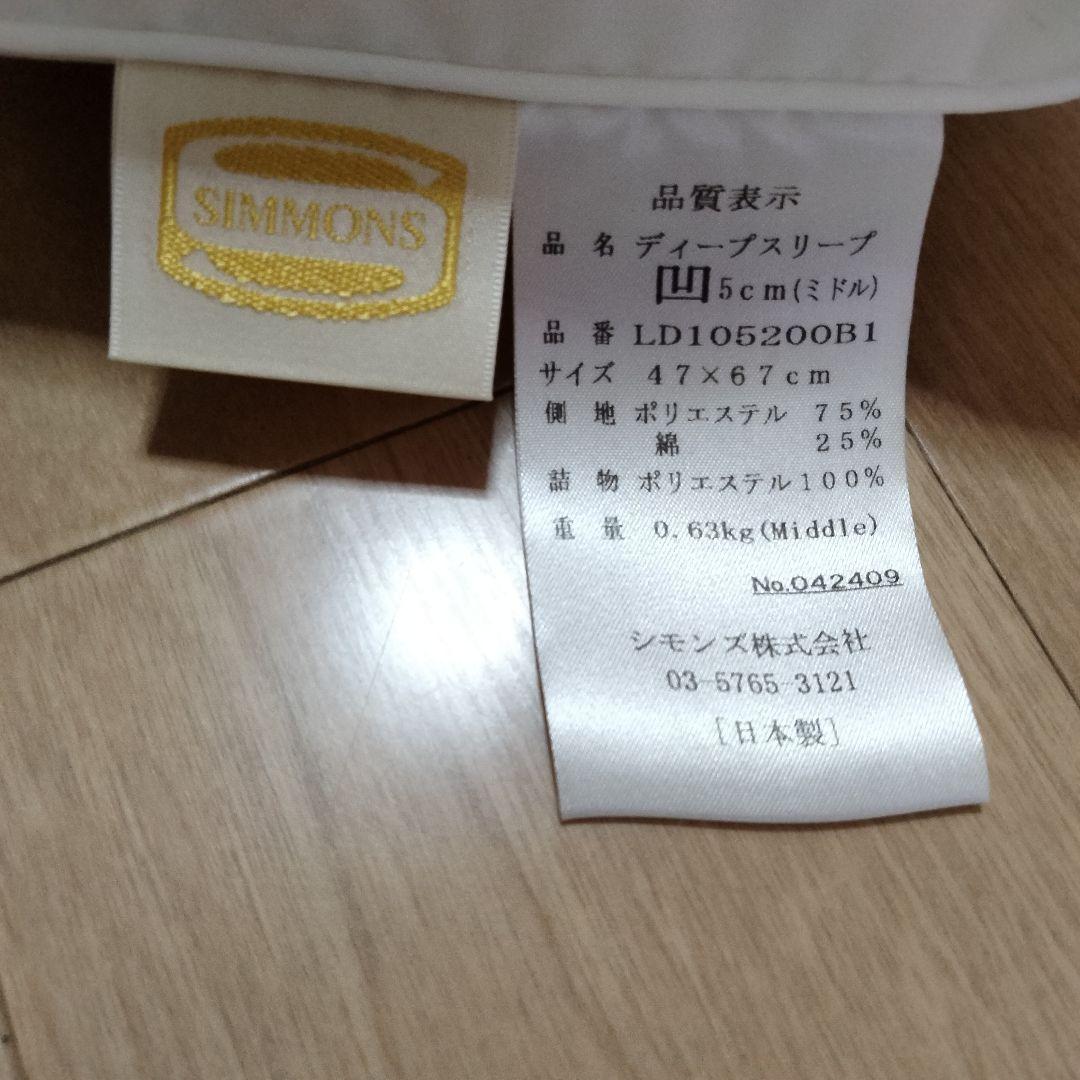 SIMMONS
品質表示
品 名 ディープスリープ
凹 5cm(ミドル)
品 番 LD105200B1
サイズ 47×67cm
側 地 ポリエステル 75%
綿 25%
詰 物 ポリエステル100%
重 量 0.63kg(Middle)
No.042409
シモンズ株式会社
03-5765-3121
[日本製]